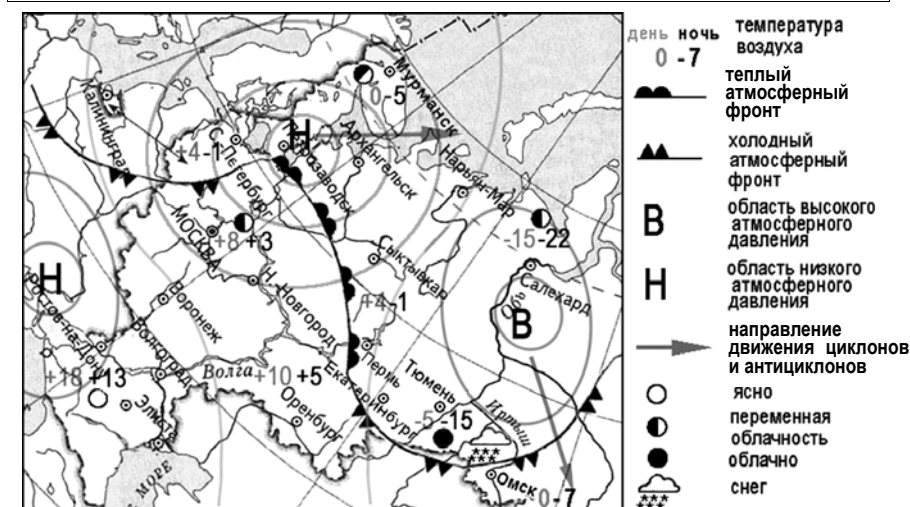 Мурманск
0 -5
Калининград
С.-Петербург
+4 -1
Н
Петрозаводск
Архангельск
Нарьян-Мар
-15 -22
МОСКВА
+8 +3
Сыктывкар
Салехард
Обь
В
Н
Н. Новгород
+4 -1
Воронеж
Ростов-на-Дону
Волгоград
Волга
+10 +5
Пермь
Тюмень
Екатеринбург
Иртыш
+18 +13
Элиста
Оренбург
-5 -15
Омск
0 -7
МОРЕ
день ночь
0 -7
температура
воздуха
теплый
атмосферный
фронт
холодный
атмосферный
фронт
В
область высокого
атмосферного
давления
Н
область низкого
атмосферного
давления
направление
движения циклонов
и антициклонов
ясно
переменная
облачность
облачно
снег